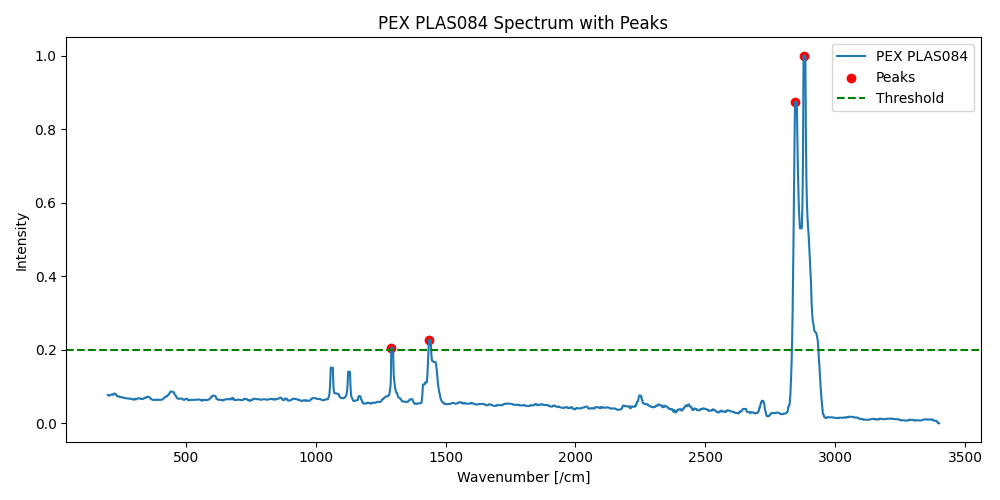 PEX PLAS084 Spectrum with Peaks
PEX PLAS084
Peaks
Threshold
Intensity
1.0
0.8
0.6
0.4
0.2
0.0
500 1000 1500 2000 2500 3000 3500
Wavenumber [/cm]